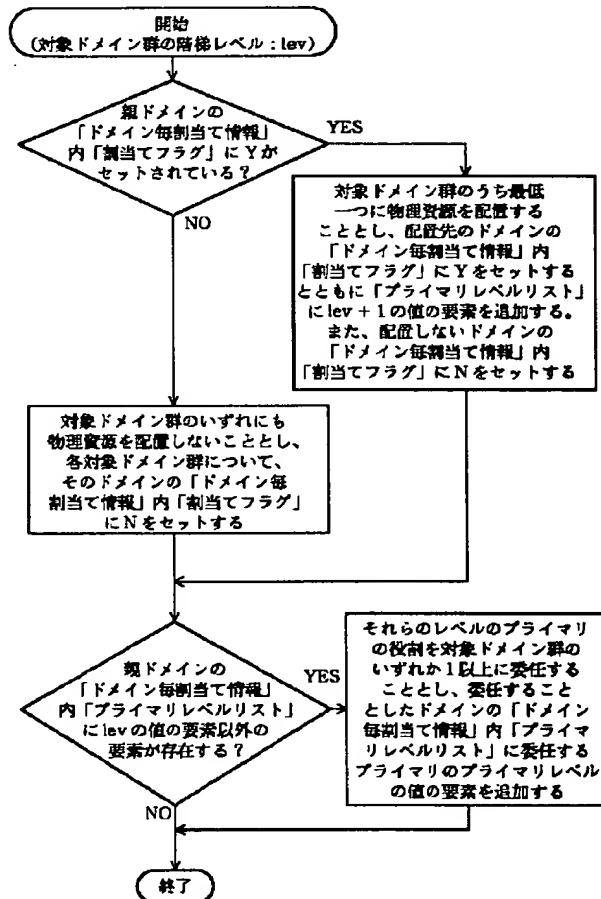 開始
(対象ドメイン群の階梯レベル：lev)
親ドメインの
「ドメイン毎割当て情報」
内「割当てフラグ」にYが
セットされている？
YES
NO
対象ドメイン群のうち最低
一つに物理資源を配置する
こととし、配置先のドメインの
「ドメイン毎割当て情報」内
「割当てフラグ」にYをセットする
とともに「プライマリレベルリスト」
にlev＋1の値の要素を追加する。
また、配置しないドメインの
「ドメイン毎割当て情報」内
「割当てフラグ」にNをセットする
対象ドメイン群のいずれにも
物理資源を配置しないこととし、
各対象ドメイン群について、
そのドメインの「ドメイン毎
割当て情報」内「割当てフラグ」
にNをセットする
親ドメインの
「ドメイン毎割当て情報」
内「プライマリレベルリスト」
にlevの値の要素以外の
要素が存在する？
YES
NO
それらのレベルのプライマリ
の役割を対象ドメイン群の
いずれか1以上に委任する
こととし、委任すること
としたドメインの「ドメイン
毎割当て情報」内「プライマ
リレベルリスト」に委任する
プライマリのプライマリレベル
の値の要素を追加する
終了